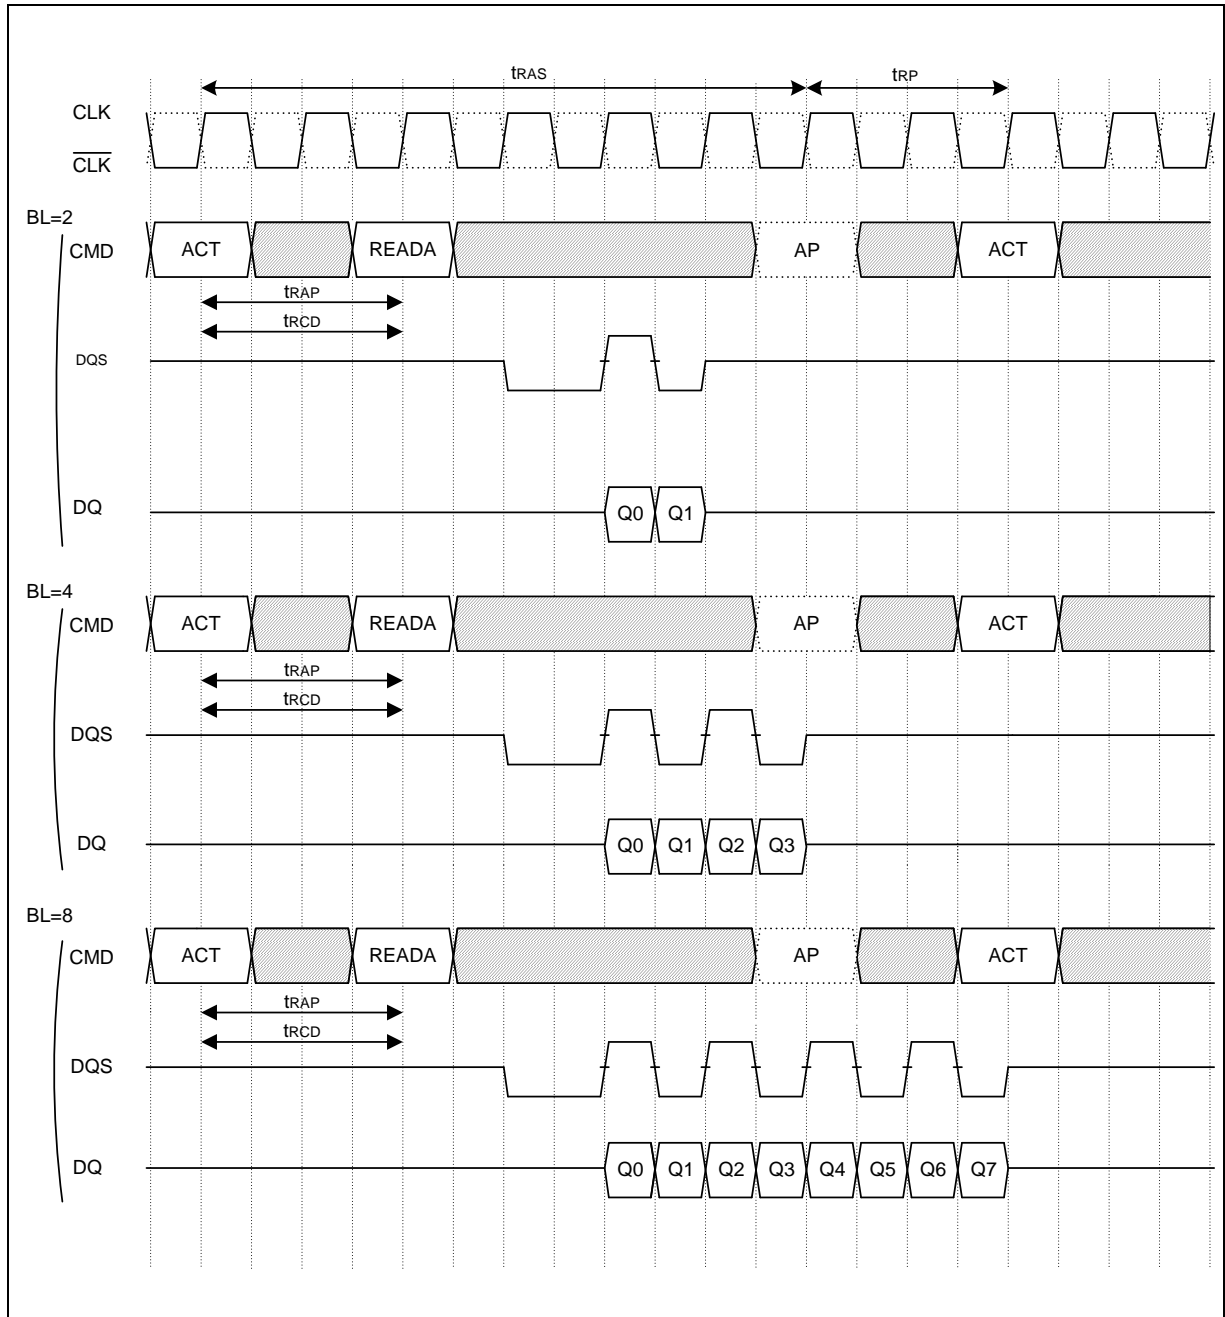 tRAS tRP
CLK
CLK
BL=2
CMD ACT READA AP ACT
tRAP
tRCD
DQS
DQ Q0 Q1
BL=4
CMD ACT READA AP ACT
tRAP
tRCD
DQS
DQ Q0 Q1 Q2 Q3
BL=8
CMD ACT READA AP ACT
tRAP
tRCD
DQS
DQ Q0 Q1 Q2 Q3 Q4 Q5 Q6 Q7